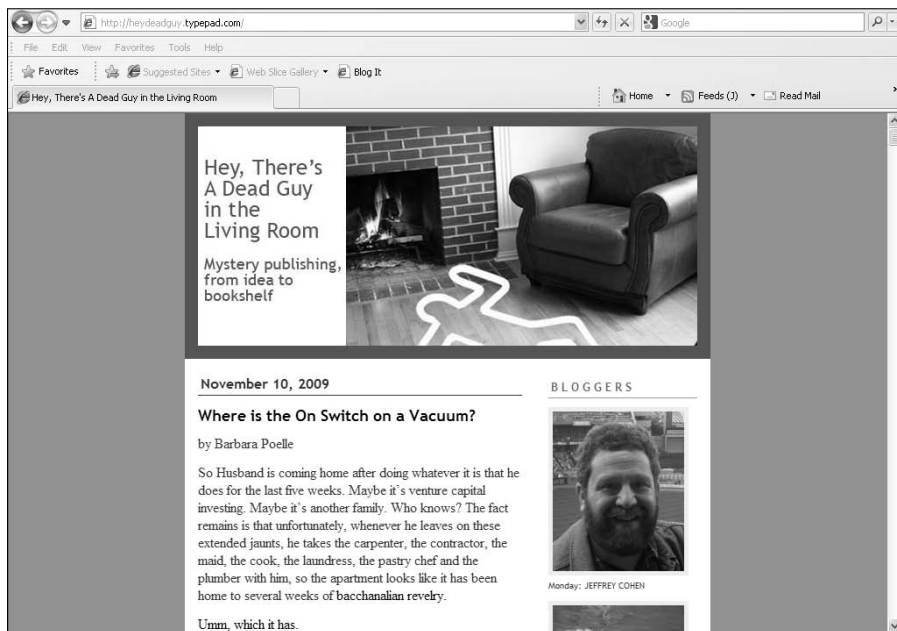 http://heydeadguy.typepad.com/
Google
File Edit View Favorites Tools Help
Favorites
Suggested Sites
Web Slice Gallery
Blog It
Hey, There's A Dead Guy in the Living Room
Home
Feeds (J)
Read Mail
Hey, There's
A Dead Guy
in the
Living Room
Mystery publishing,
from idea to
bookshelf
November 10, 2009
Where is the On Switch on a Vacuum?
by Barbara Poelle
So Husband is coming home after doing whatever it is that he
does for the last five weeks. Maybe it's venture capital
investing. Maybe it's another family. Who knows? The fact
remains is that unfortunately, whenever he leaves on these
extended jaunts, he takes the carpenter, the contractor, the
maid, the cook, the laundress, the pastry chef and the
plumber with him, so the apartment looks like it has been
home to several weeks of bacchanalian revelry.
Umm, which it has.
BLOGGERS
Monday: JEFFREY COHEN